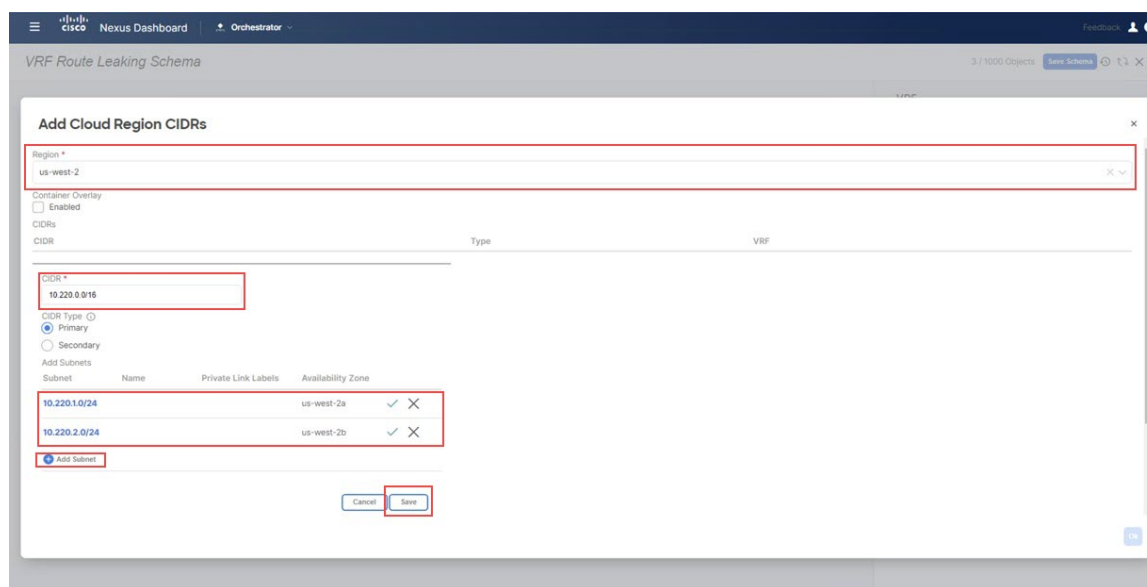 cisco Nexus Dashboard Orchestrator Feedback
VRF Route Leaking Schema 3 / 1000 Objects Save Schema
Add Cloud Region CIDRs
Region *
us-west-2
Container Overlay
Enabled
CIDRs
CIDR Type VRF
CIDR *
10.220.0.0/16
CIDR Type
Primary
Secondary
Add Subnets
Subnet Name Private Link Labels Availability Zone
10.220.1.0/24 us-west-2a
10.220.2.0/24 us-west-2b
Add Subnet
Cancel Save
Ok